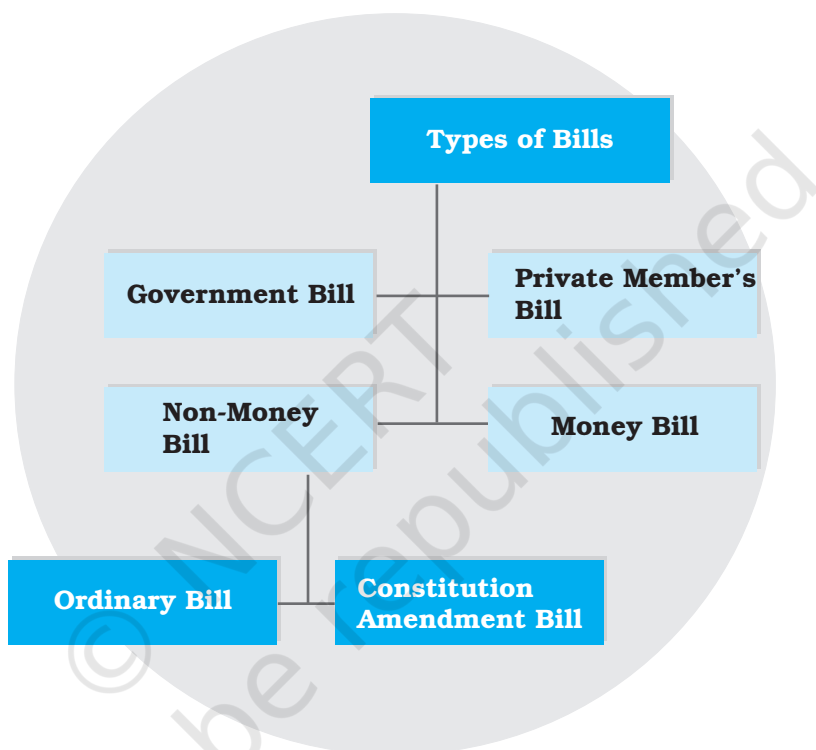 Types of Bills
Government Bill
Private Member's
Bill
Non-Money
Bill
Money Bill
Ordinary Bill
Constitution
Amendment Bill
© NCERT
be republished